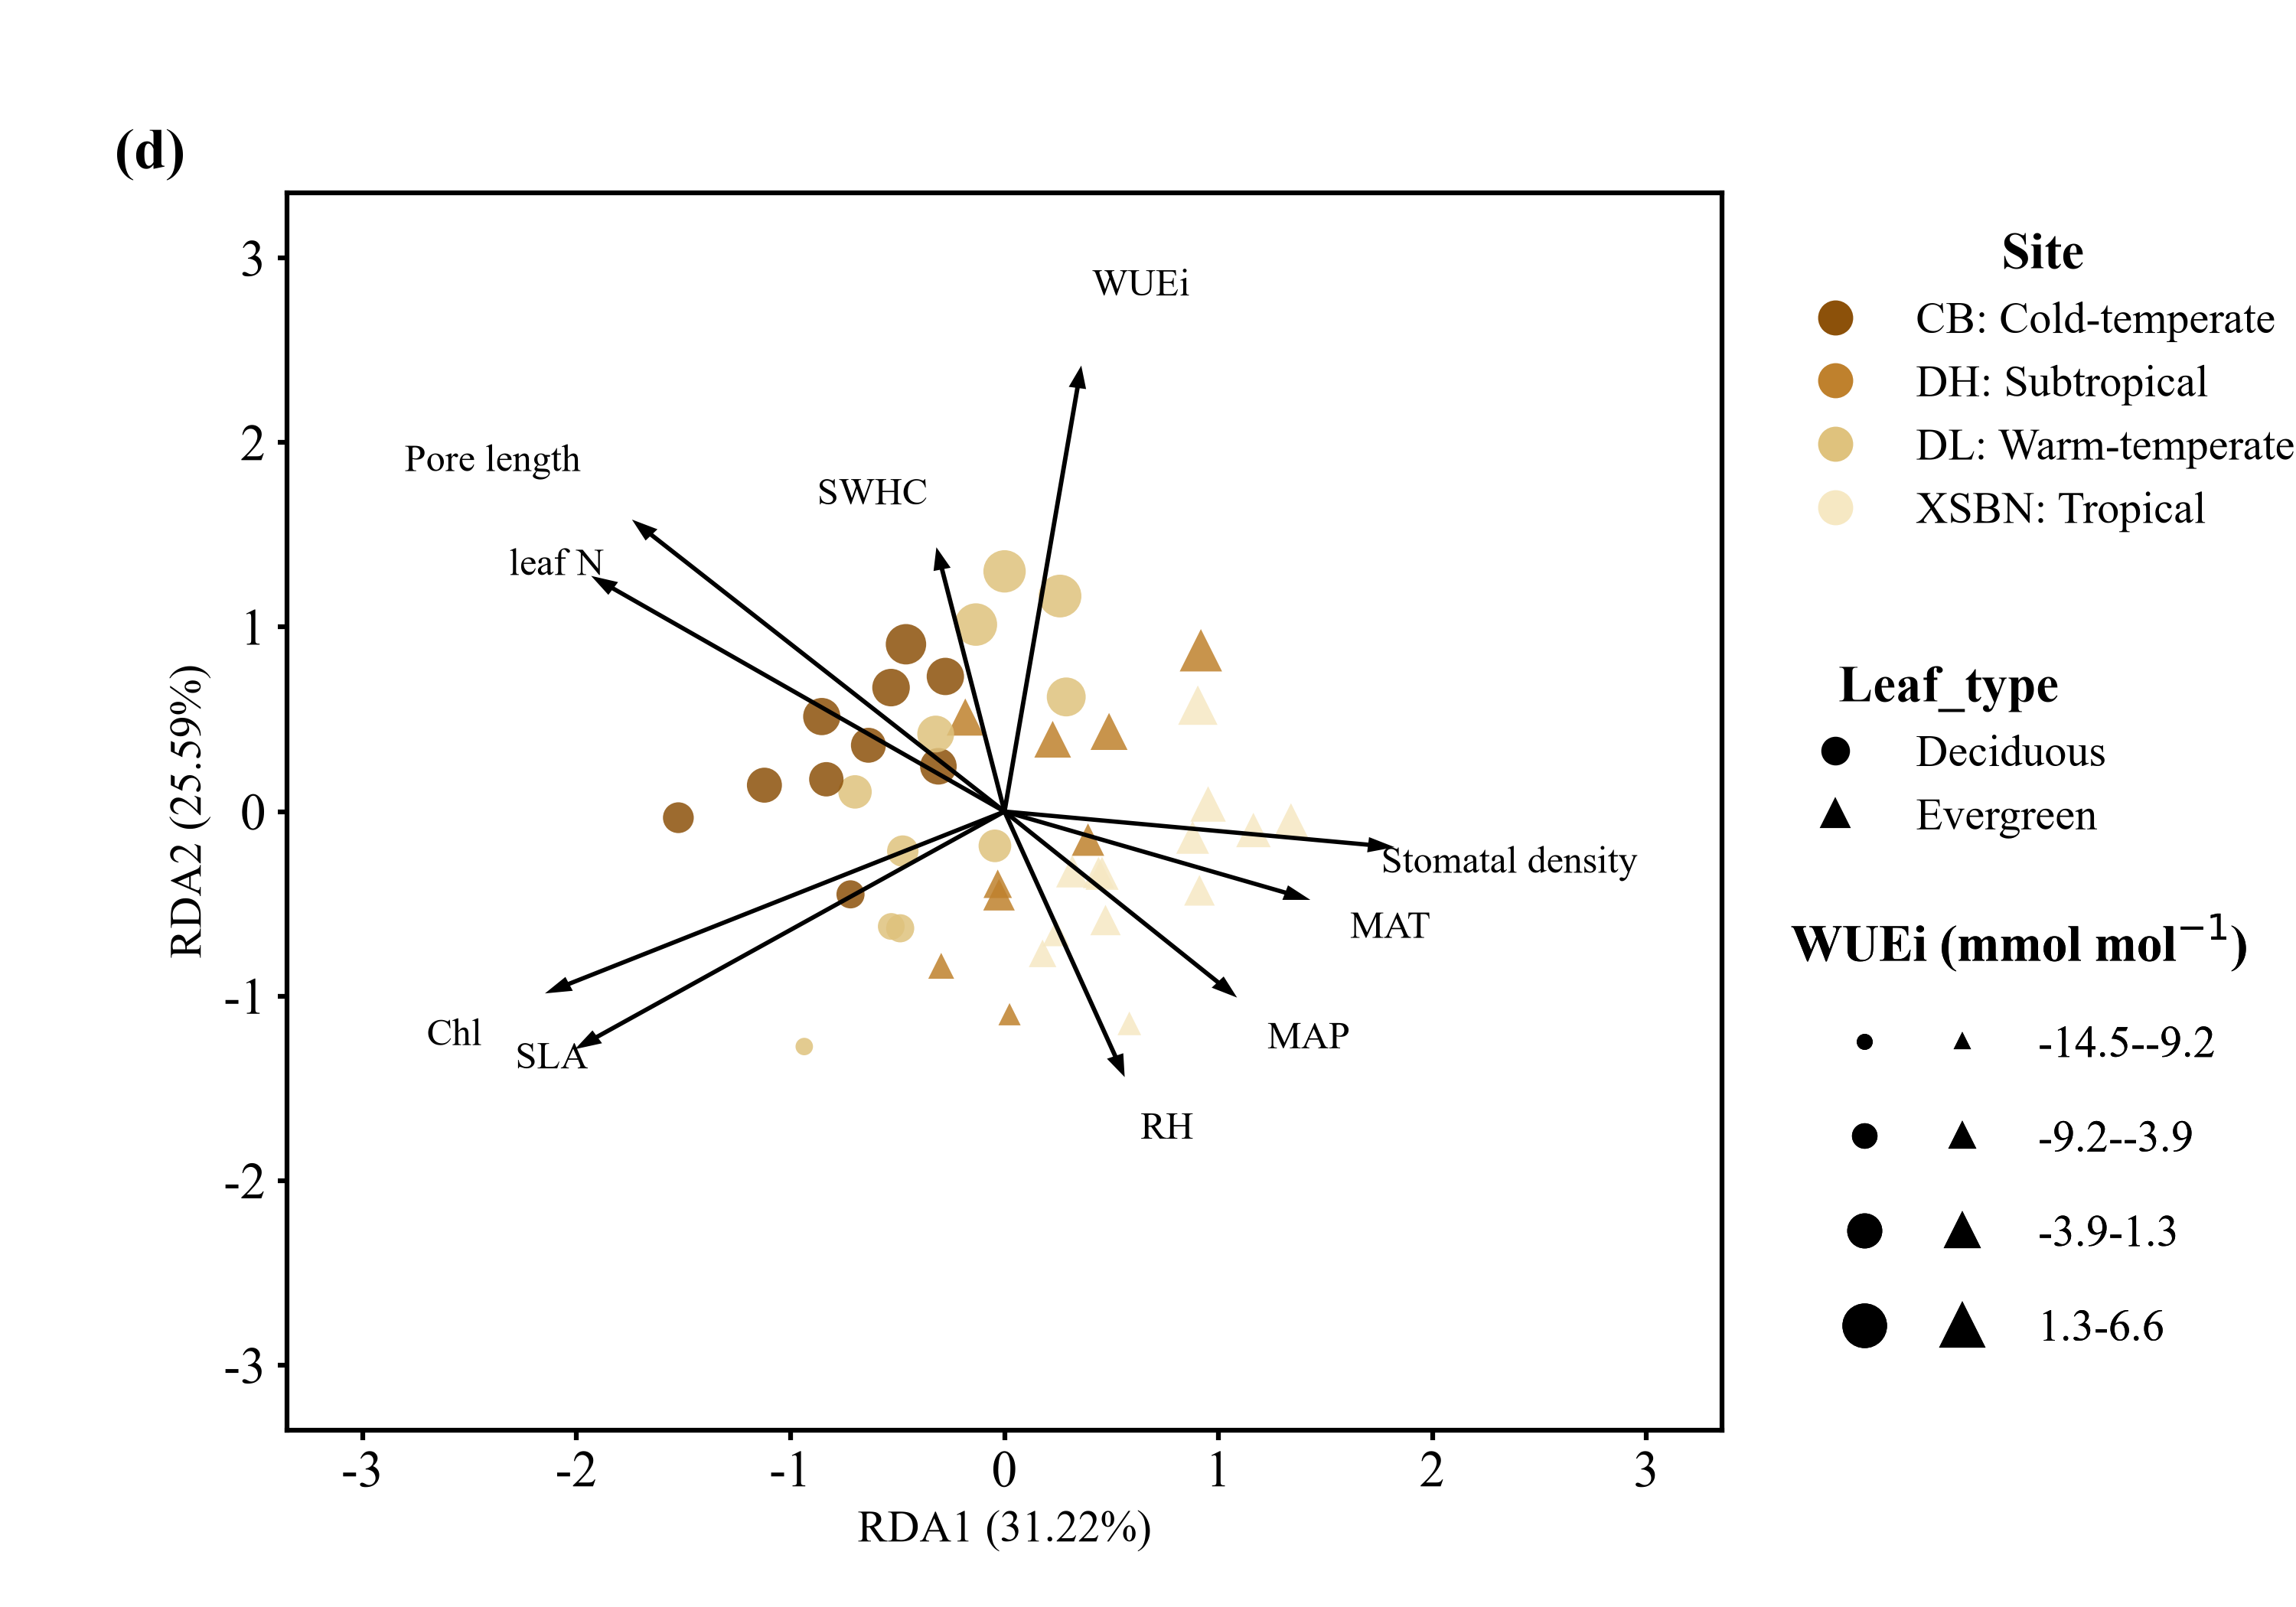 (d)
3
2
1
0
-1
-2
-3
RDA2 (25.59%)
WUEi
Pore length
SWHC
leaf N
Stomatal density
MAT
Chl
SLA
MAP
RH
-3 -2 -1 0 1 2 3
RDA1 (31.22%)
Site
CB: Cold-temperate
DH: Subtropical
DL: Warm-temperate
XSBN: Tropical
Leaf_type
Deciduous
Evergreen
WUEi (mmol mol⁻¹)
-14.5--9.2
-9.2--3.9
-3.9-1.3
1.3-6.6